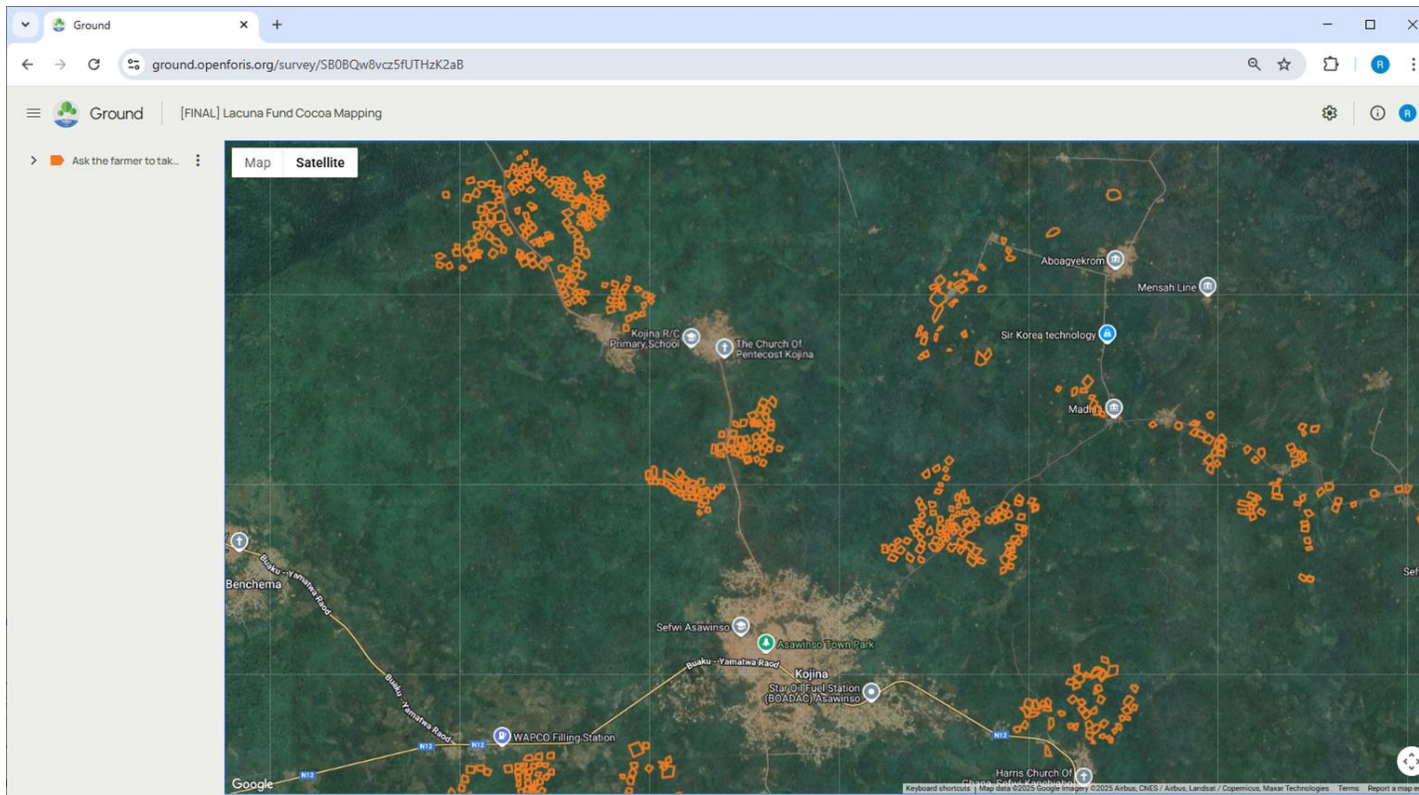 Ground
ground.openforis.org/survey/SB0BQw8vcz5fUTHzK2aB
R
Ground
[FINAL] Lacuna Fund Cocoa Mapping
R
Ask the farmer to tak...
Map
Satellite
Aboagyekrom
Mensah Line
Sir Korea technology
Kojina R/C
Primary School
The Church Of
Pentecost Kojina
Benchema
Buaku - Yamatwa Raod
Buaku - Yamatwa Raod
Sefwi Asawinso
Asawinso Town Park
Buaku - Yamatwa Raod
Kojina
Star Oil Fuel Station
(BOADAC) Asawinso
WAPCO Filling Station
N12
N12
N12
N12
Harris Church Of
Google
Keyboard shortcuts
Map data ©2025 Google Imagery ©2025 Airbus, CNES / Airbus, Landsat / Copernicus, Maxar Technologies
Terms